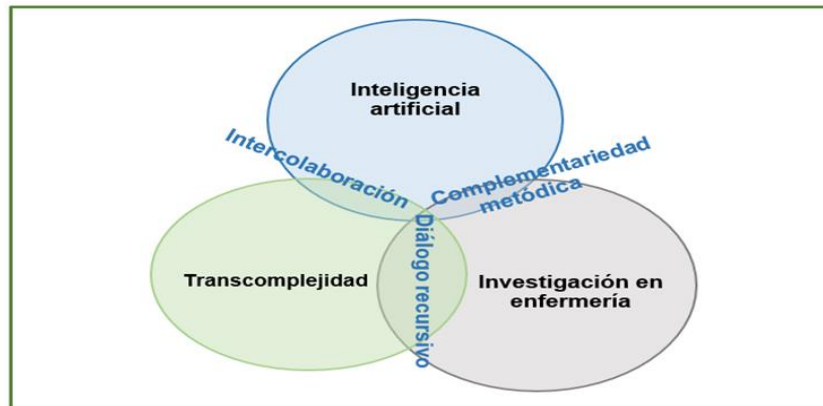 Inteligencia
artificial
Intercolaboración
Complementariedad
metódica
Diálogo recursivo
Transcomplejidad
Investigación en
enfermería